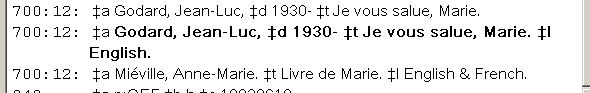 700:12: ‡a Godard, Jean-Luc, ‡d 1930- ‡t Je vous salue, Marie.
700:12: ‡a Godard, Jean-Luc, ‡d 1930- ‡t Je vous salue, Marie. ‡l
English.
700:12: ‡a Miéville, Anne-Marie. ‡t Livre de Marie. ‡l English & French.